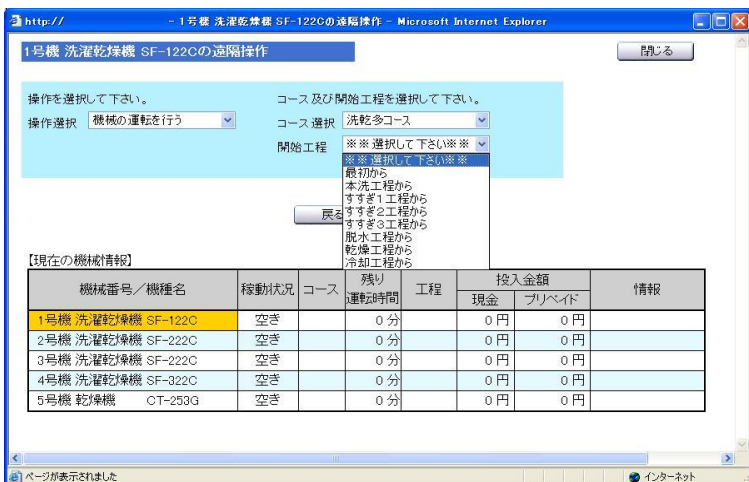 http://　- 1号機 洗濯乾燥機 SF-122Cの遠隔操作 - Microsoft Internet Explorer
1号機 洗濯乾燥機 SF-122Cの遠隔操作
閉じる
操作を選択して下さい。
コース及び開始工程を選択して下さい。
操作選択 機械の運転を行う
コース選択 洗乾多コース
開始工程 ※※選択して下さい※※
※※選択して下さい※※
最初から
本洗工程から
すすぎ1工程から
すすぎ2工程から
すすぎ3工程から
脱水工程から
乾燥工程から
冷却工程から
戻る
【現在の機械情報】
機械番号／機種名 稼動状況 コース 残り運転時間 工程 投入金額 情報
現金 プリペイド
1号機 洗濯乾燥機 SF-122C 空き 0 分 0 円 0 円
2号機 洗濯乾燥機 SF-222C 空き 0 分 0 円 0 円
3号機 洗濯乾燥機 SF-222C 空き 0 分 0 円 0 円
4号機 洗濯乾燥機 SF-322C 空き 0 分 0 円 0 円
5号機 乾燥機 CT-253G 空き 0 分 0 円 0 円
ページが表示されました インターネット